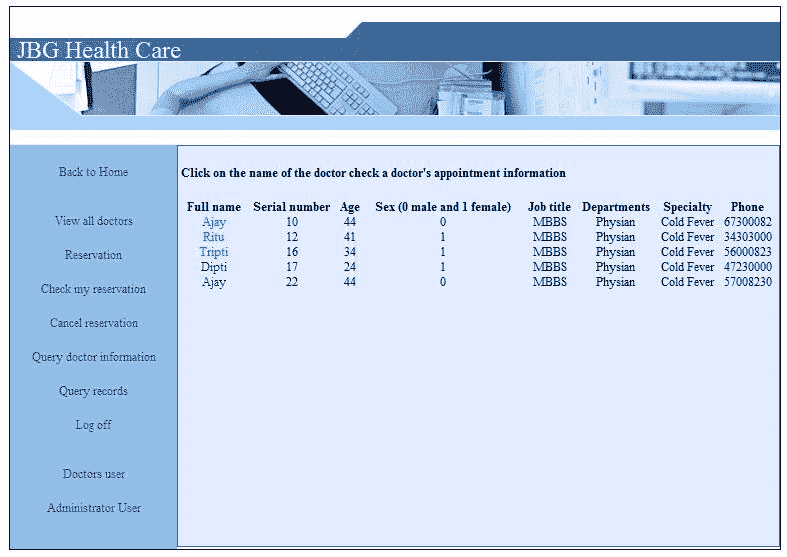 JBG Health Care
Back to Home
View all doctors
Reservation
Check my reservation
Cancel reservation
Query doctor information
Query records
Log off
Doctors user
Administrator User
Click on the name of the doctor check a doctor's appointment information
Full name Serial number Age Sex (0 male and 1 female) Job title Departments Specialty Phone
Ajay 10 44 0 MBBS Physian Cold Fever 67300082
Ritu 12 41 1 MBBS Physian Cold Fever 34303000
Tripti 16 34 1 MBBS Physian Cold Fever 56000823
Dipti 17 24 1 MBBS Physian Cold Fever 47230000
Ajay 22 44 0 MBBS Physian Cold Fever 57008230